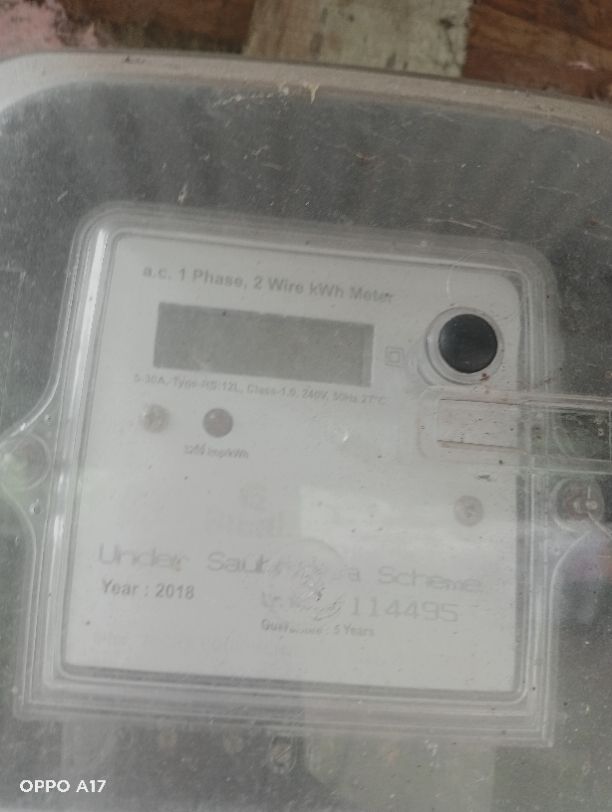 a.c. 1 Phase, 2 Wire kWh Meter
5-30A, Type-RS-12L, Class-1.0, 240V, 50Hz 27°C
3200 imp/kWh
Under Scheme
Year : 2018
114495
Guarantee : 5 Years
OPPO A17